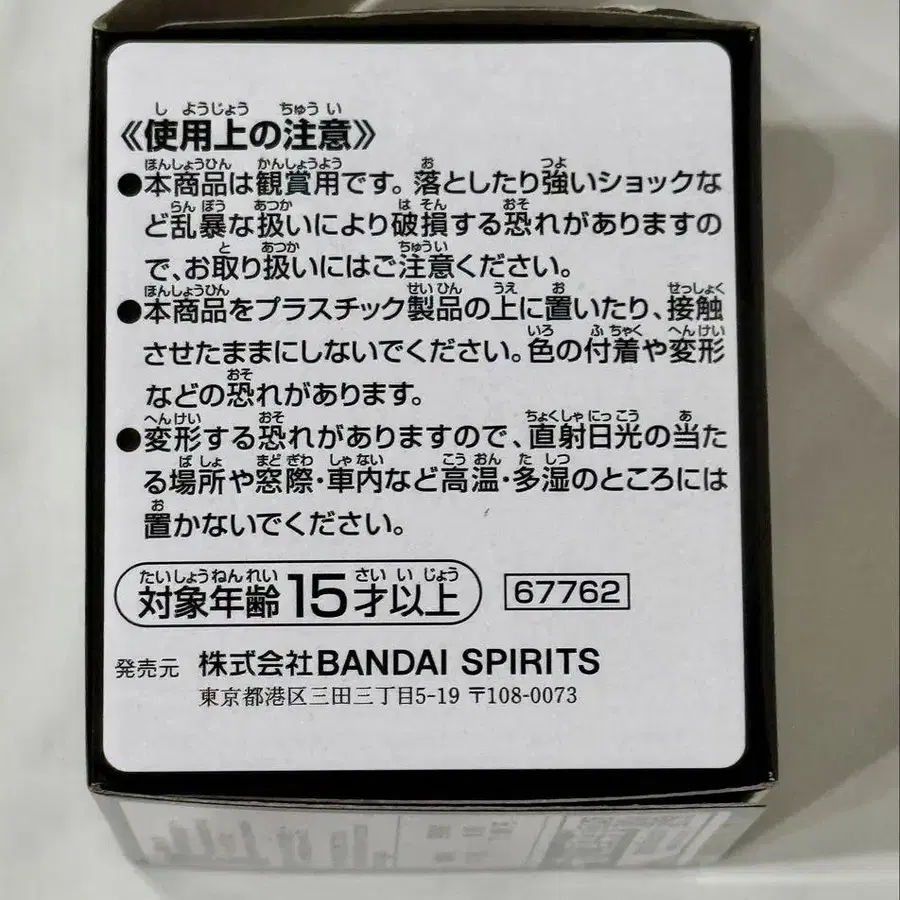 《使用上の注意》
●本商品は観賞用です。落としたり強いショックな
ど乱暴な扱いにより破損する恐れがありますの
で、お取り扱いにはご注意ください。
●本商品をプラスチック製品の上に置いたり、接触
させたままにしないでください。色の付着や変形
などの恐れがあります。
●変形する恐れがありますので、直射日光の当た
る場所や窓際・車内など高温・多湿のところには
置かないでください。
対象年齢15才以上 67762
発売元 株式会社BANDAI SPIRITS
東京都港区三田三丁目5-19 〒108-0073